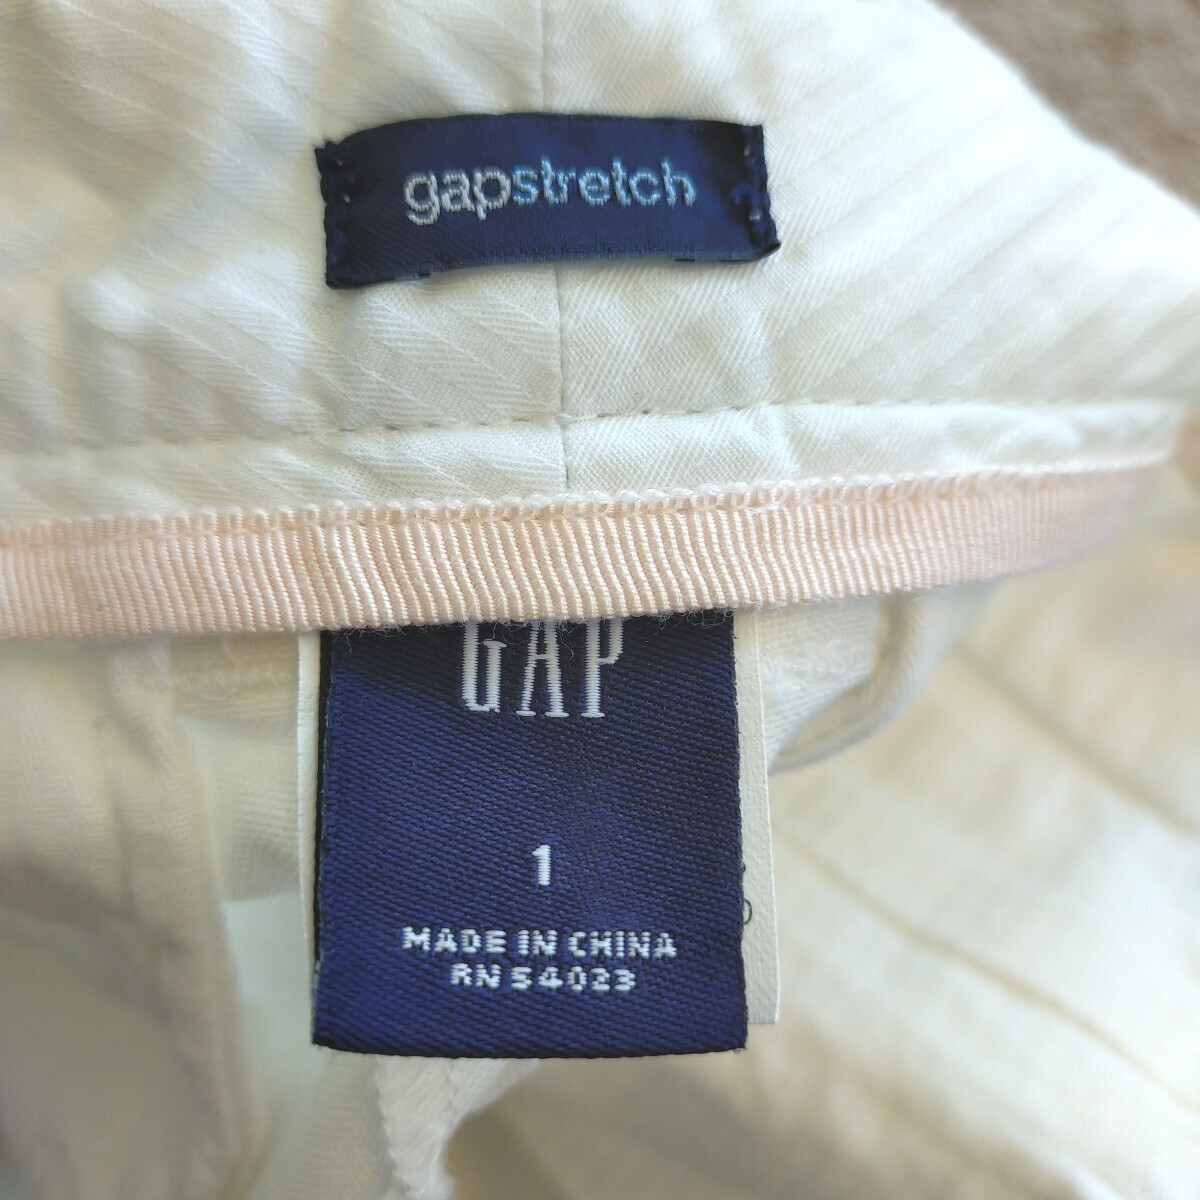 gapstretch
GAP
1
MADE IN CHINA
RN 54023